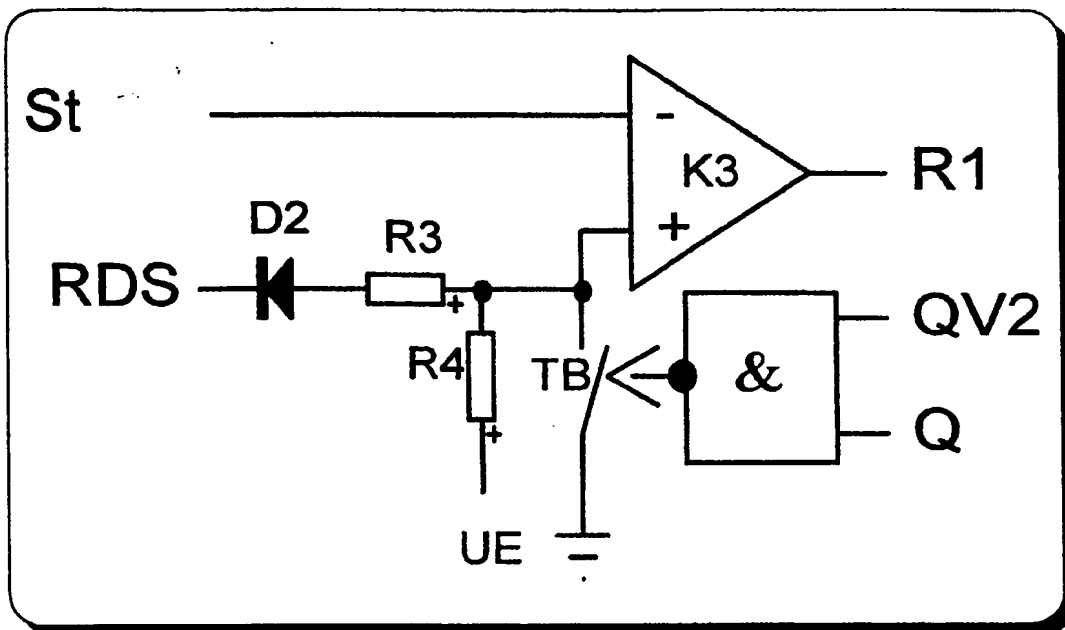 St
-
K3
R1
D2
R3
RDS
+
+
QV2
R4
TB
&
+
Q
UE